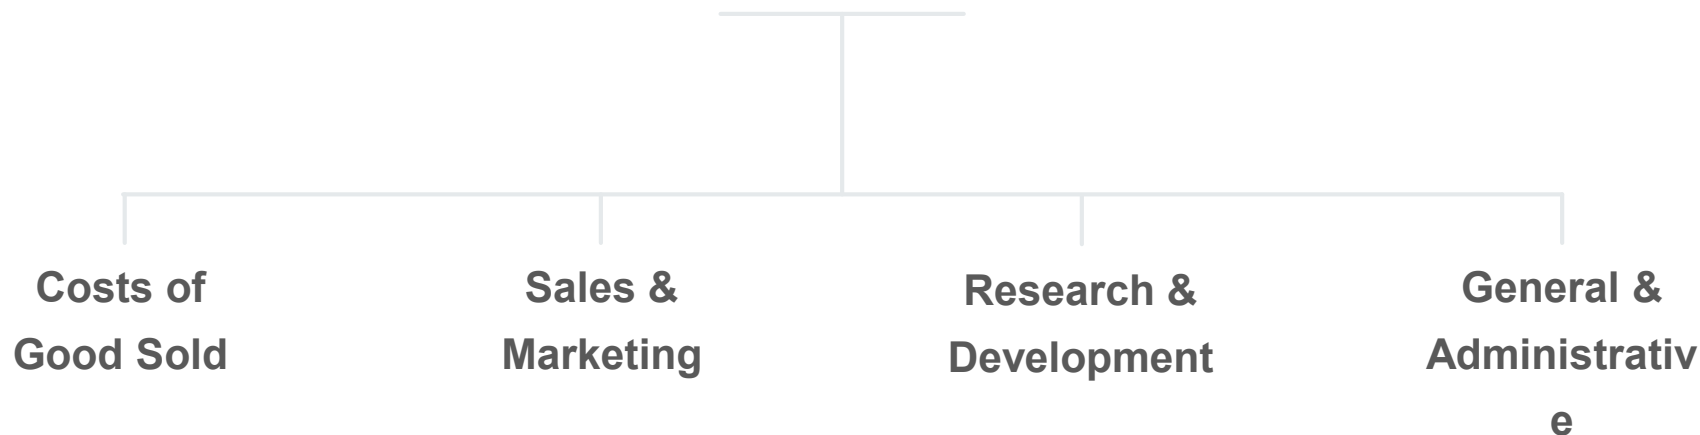 Costs of
Good Sold
Sales &
Marketing
Research &
Development
General &
Administrativ
e